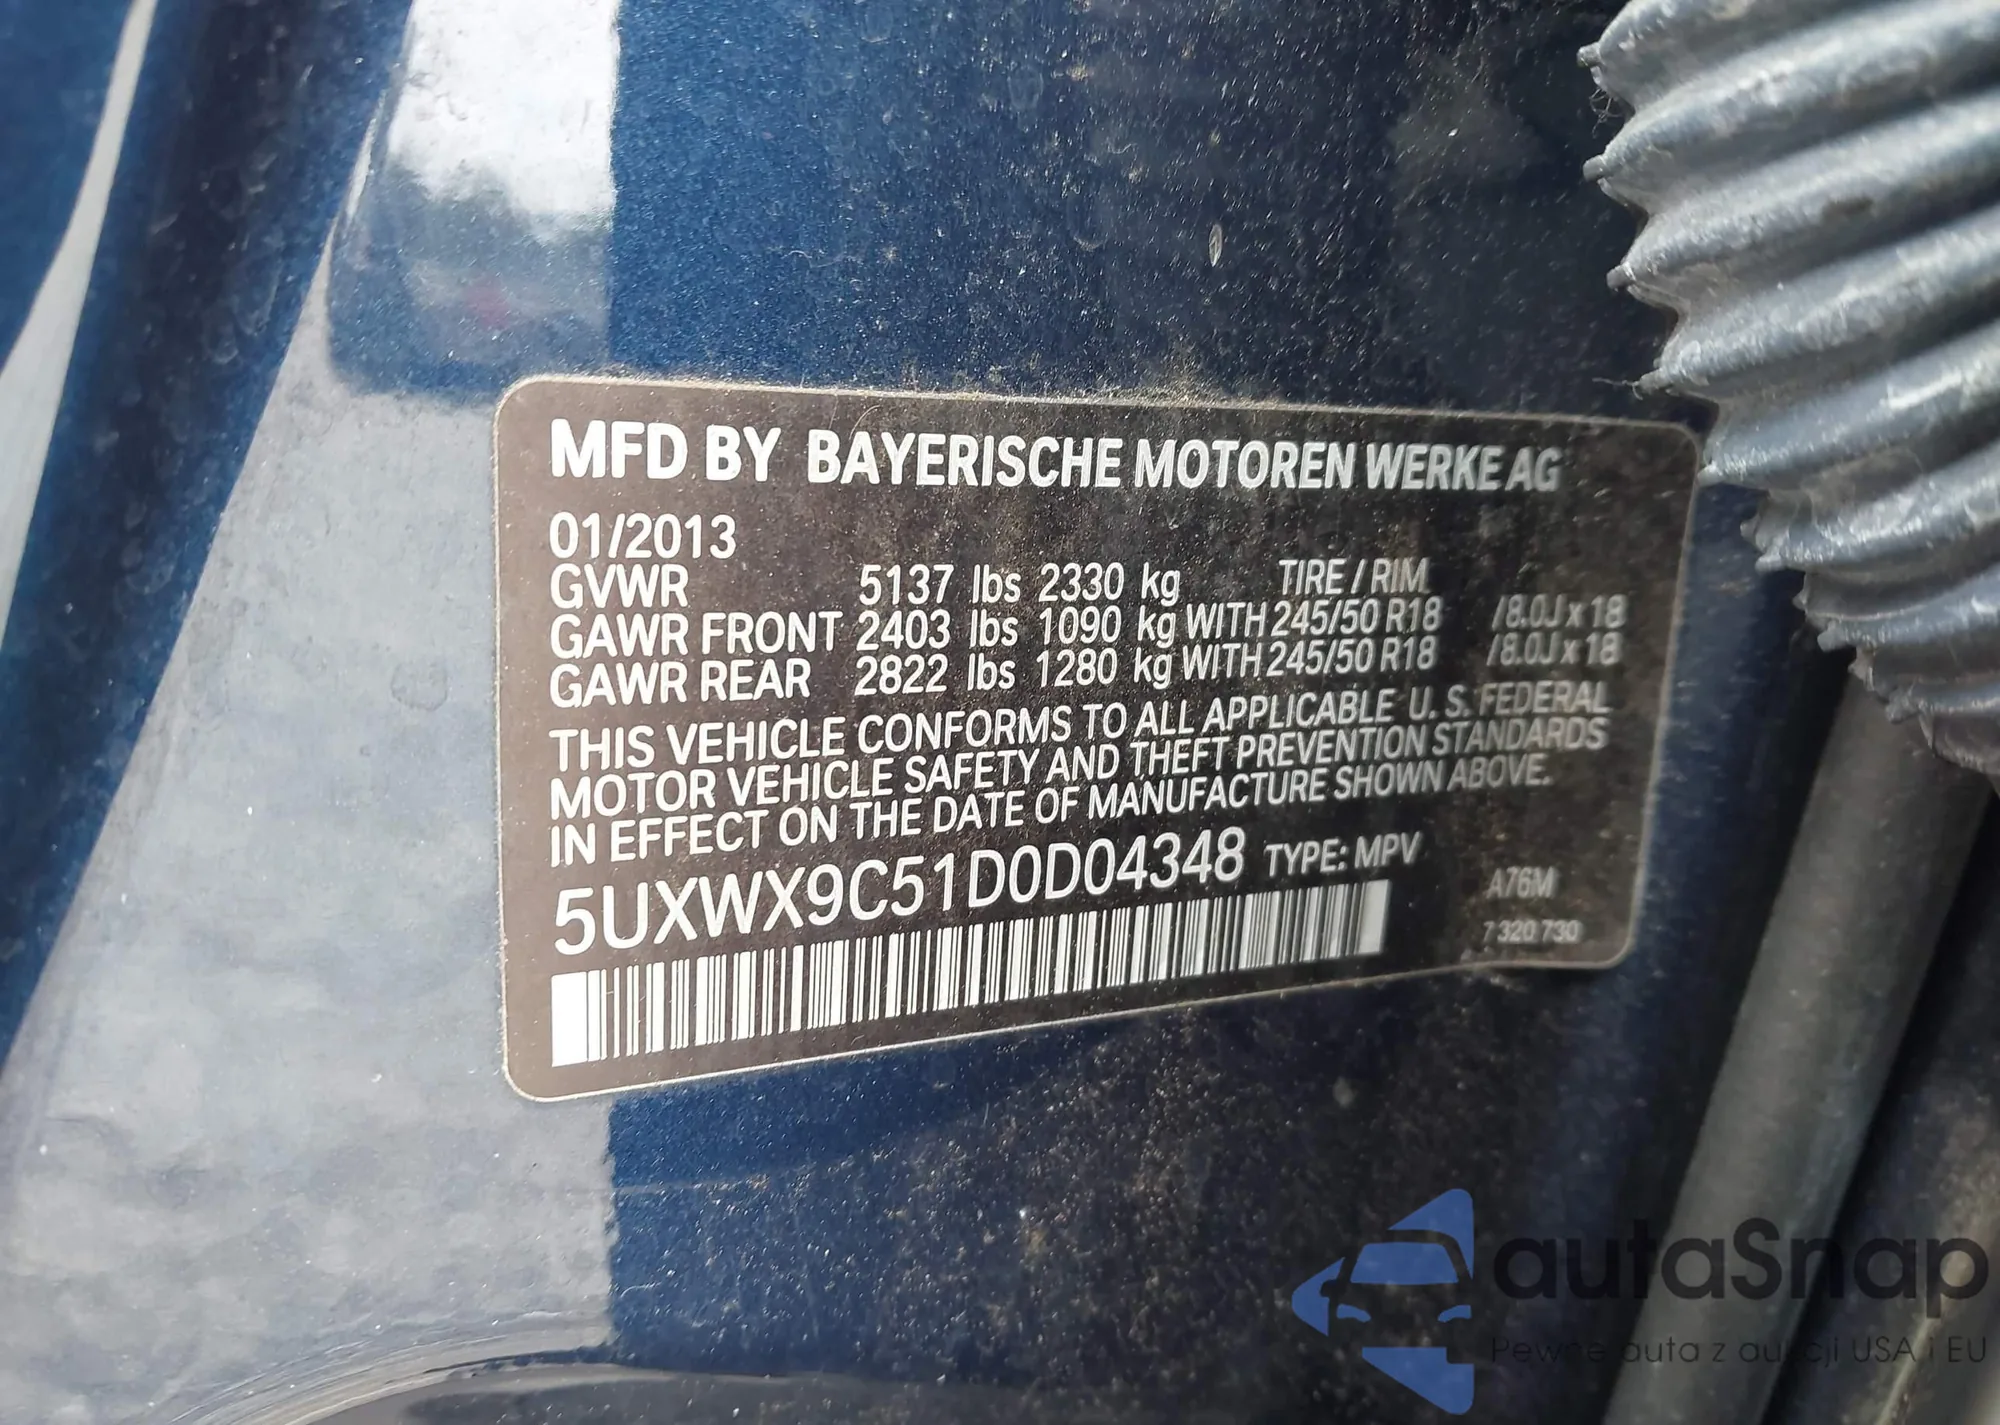 MFD BY BAYERISCHE MOTOREN WERKE AG
01/2013
GVWR 5137 lbs 2330 kg TIRE / RIM
GAWR FRONT 2403 lbs 1090 kg WITH 245/50 R18 /8.0J x 18
GAWR REAR 2822 lbs 1280 kg WITH 245/50 R18 /8.0J x 18
THIS VEHICLE CONFORMS TO ALL APPLICABLE U. S. FEDERAL
MOTOR VEHICLE SAFETY AND THEFT PREVENTION STANDARDS
IN EFFECT ON THE DATE OF MANUFACTURE SHOWN ABOVE.
5UXWX9C51D0D04348 TYPE: MPV
A76M
7 320 730
autaSnap
Pewne auta z aukcji USA i EU